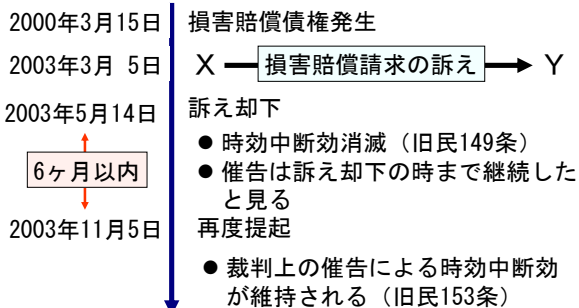 2000年3月15日 損害賠償債権発生
2003年3月 5日 X 損害賠償請求の訴え Y
2003年5月14日 訴え却下
● 時効中断効消滅（旧民149条）
● 催告は訴え却下の時まで継続した
と見る
6ヶ月以内
2003年11月5日 再度提起
● 裁判上の催告による時効中断効
が維持される（旧民153条）